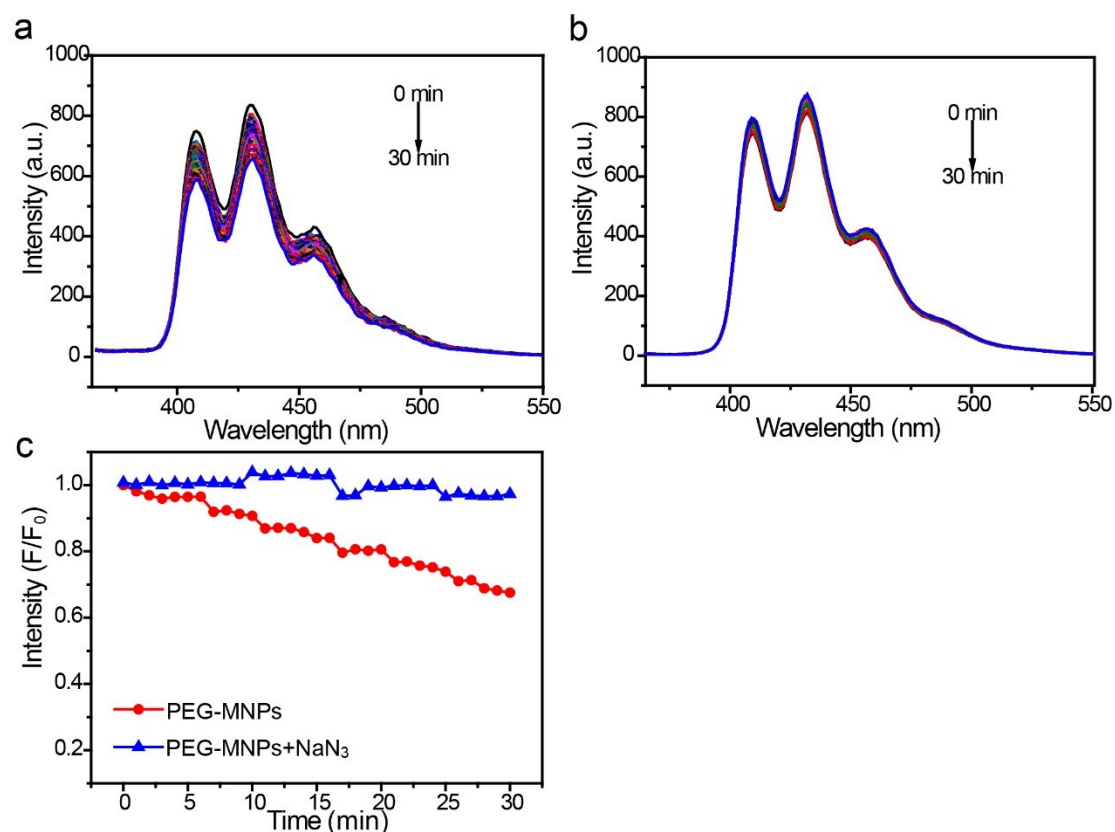 a
1000
800
600
400
200
0
Intensity (a.u.)
0 min
30 min
400
450
500
550
Wavelength (nm)
b
1000
800
600
400
200
0
Intensity (a.u.)
0 min
30 min
400
450
500
550
Wavelength (nm)
c
1.0
0.8
0.6
0.4
0.2
Intensity (F/F₀)
PEG-MNPs
PEG-MNPs+NaN₃
0
5
10
15
20
25
30
Time (min)